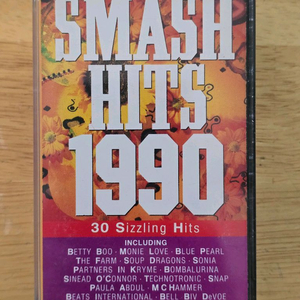 SMASH
HITS
1990
30 Sizzling Hits
INCLUDING
BETTY BOO · MONIE LOVE · BLUE PEARL
THE FARM · SOUP DRAGONS · SONIA
PARTNERS IN KRYME · BOMBALURINA
SINEAD O'CONNOR · TECHNOTRONIC · SNAP
PAULA ABDUL · M C HAMMER
BEATS INTERNATIONAL · BELL BIV DEVOE